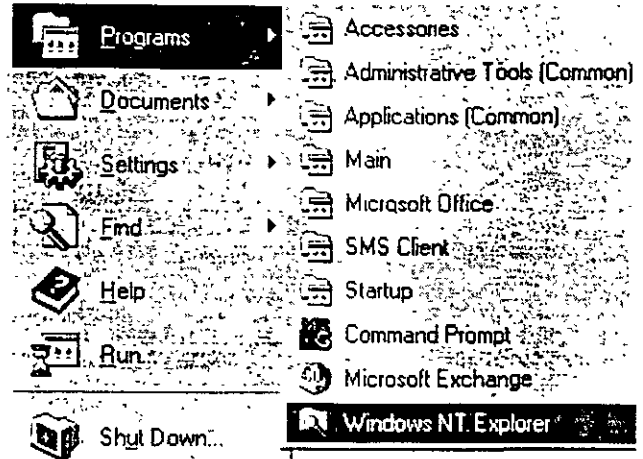 Programs
Documents
Settings
Find
Help
Run...
Shut Down...
Accessories
Administrative Tools (Common)
Applications (Common)
Main
Microsoft Office
SMS Client
Startup
Command Prompt
Microsoft Exchange
Windows NT Explorer